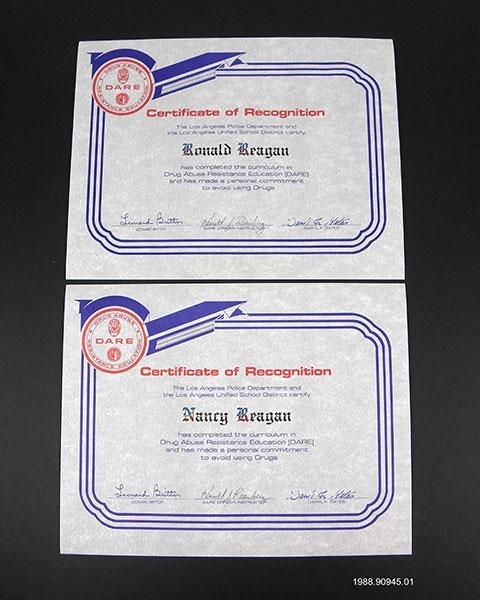 DRUG ABUSE
DARE
RESISTANCE EDUCATION
Certificate of Recognition
The Los Angeles Police Department and
the Los Angeles Unified School District certify
Ronald Reagan
has completed the curriculum in
Drug Abuse Resistance Education [DARE]
and has made a personal commitment
to avoid using Drugs
Leonard Britton
DARE OFFICER-INSTRUCTOR
DARYL F. GATES
DRUG ABUSE
DARE
RESISTANCE EDUCATION
Certificate of Recognition
The Los Angeles Police Department and
the Los Angeles Unified School District certify
Nancy Reagan
has completed the curriculum in
Drug Abuse Resistance Education [DARE]
and has made a personal commitment
to avoid using Drugs
Leonard Britton
DARE OFFICER-INSTRUCTOR
DARYL F. GATES
1988.90945.01